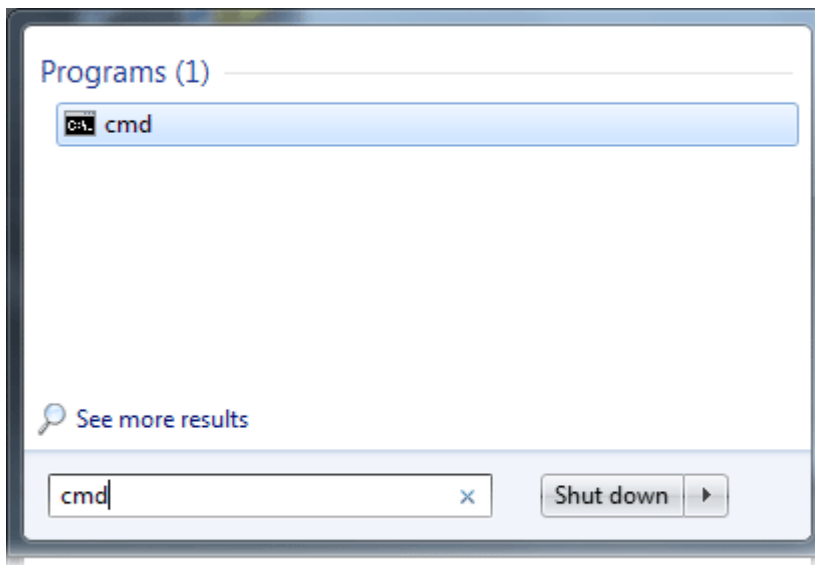 Programs (1)
C:\.
cmd
See more results
cmd
Shut down